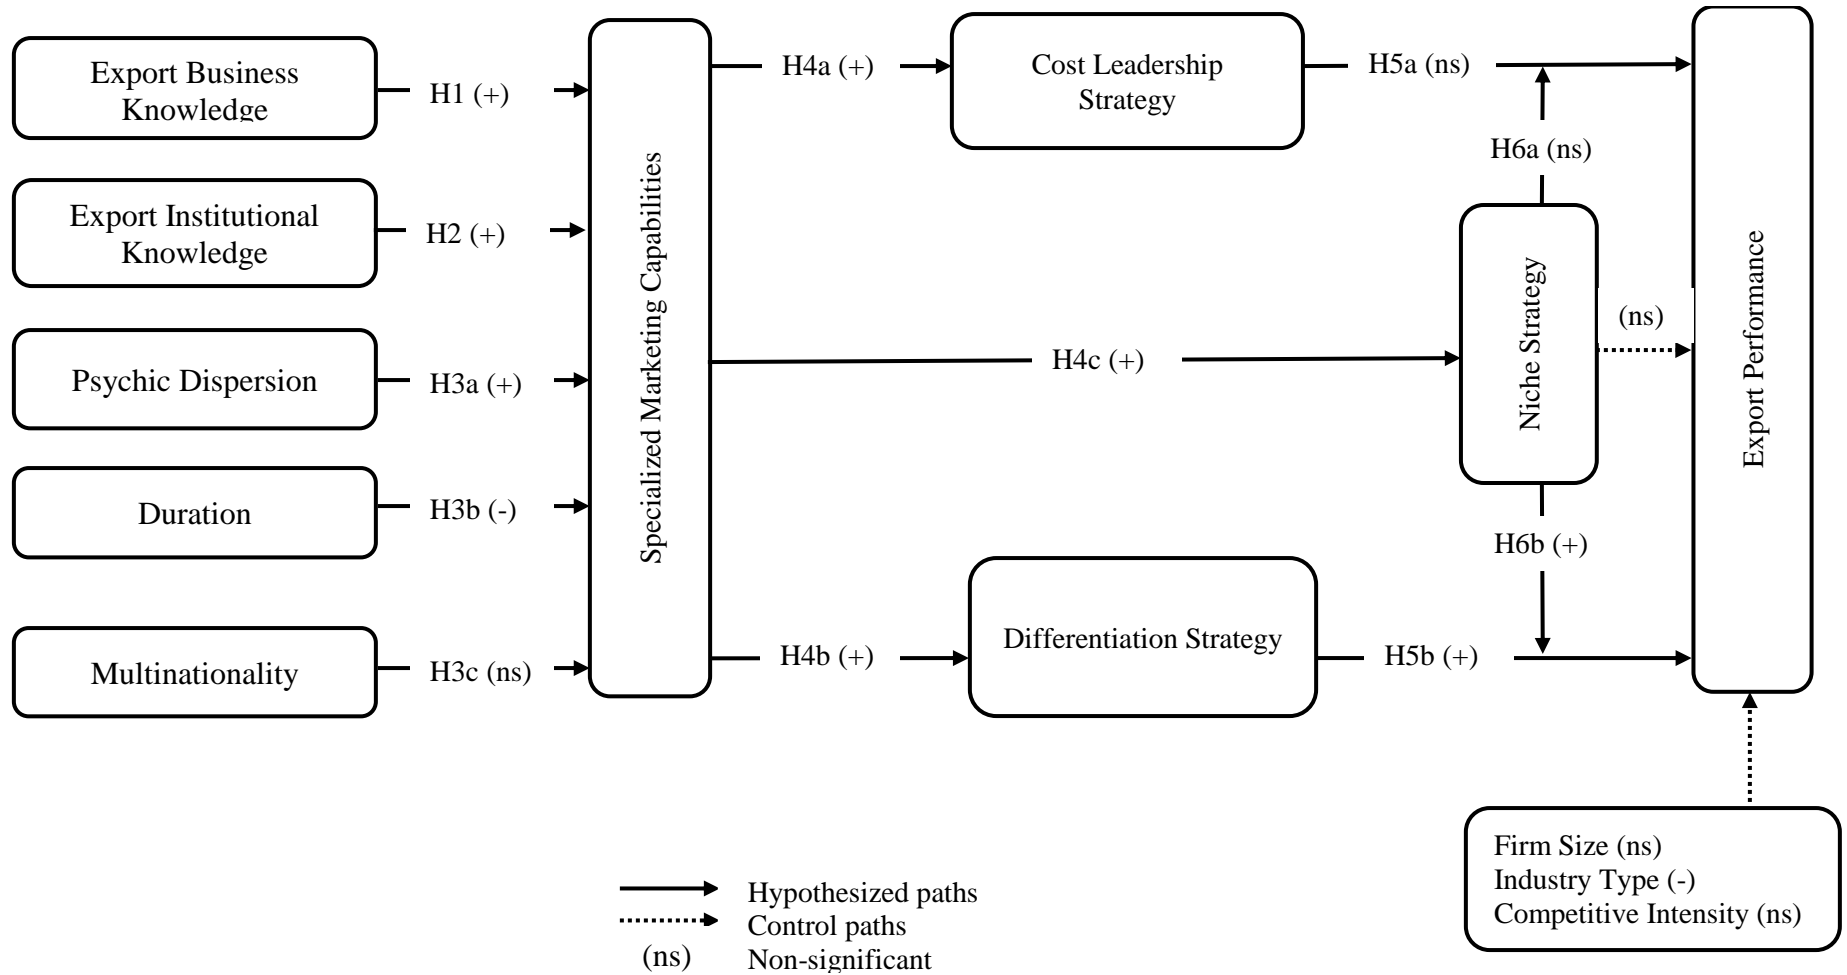 Export Business
Knowledge
H1 (+)
Export Institutional
Knowledge
H2 (+)
Psychic Dispersion
H3a (+)
Duration
H3b (-)
Multinationality
H3c (ns)
Specialized Marketing Capabilities
H4a (+)
Cost Leadership
Strategy
H5a (ns)
H6a (ns)
H4c (+)
Niche Strategy
(ns)
H6b (+)
H4b (+)
Differentiation Strategy
H5b (+)
Export Performance
Firm Size (ns)
Industry Type (-)
Competitive Intensity (ns)
Hypothesized paths
Control paths
(ns) Non-significant